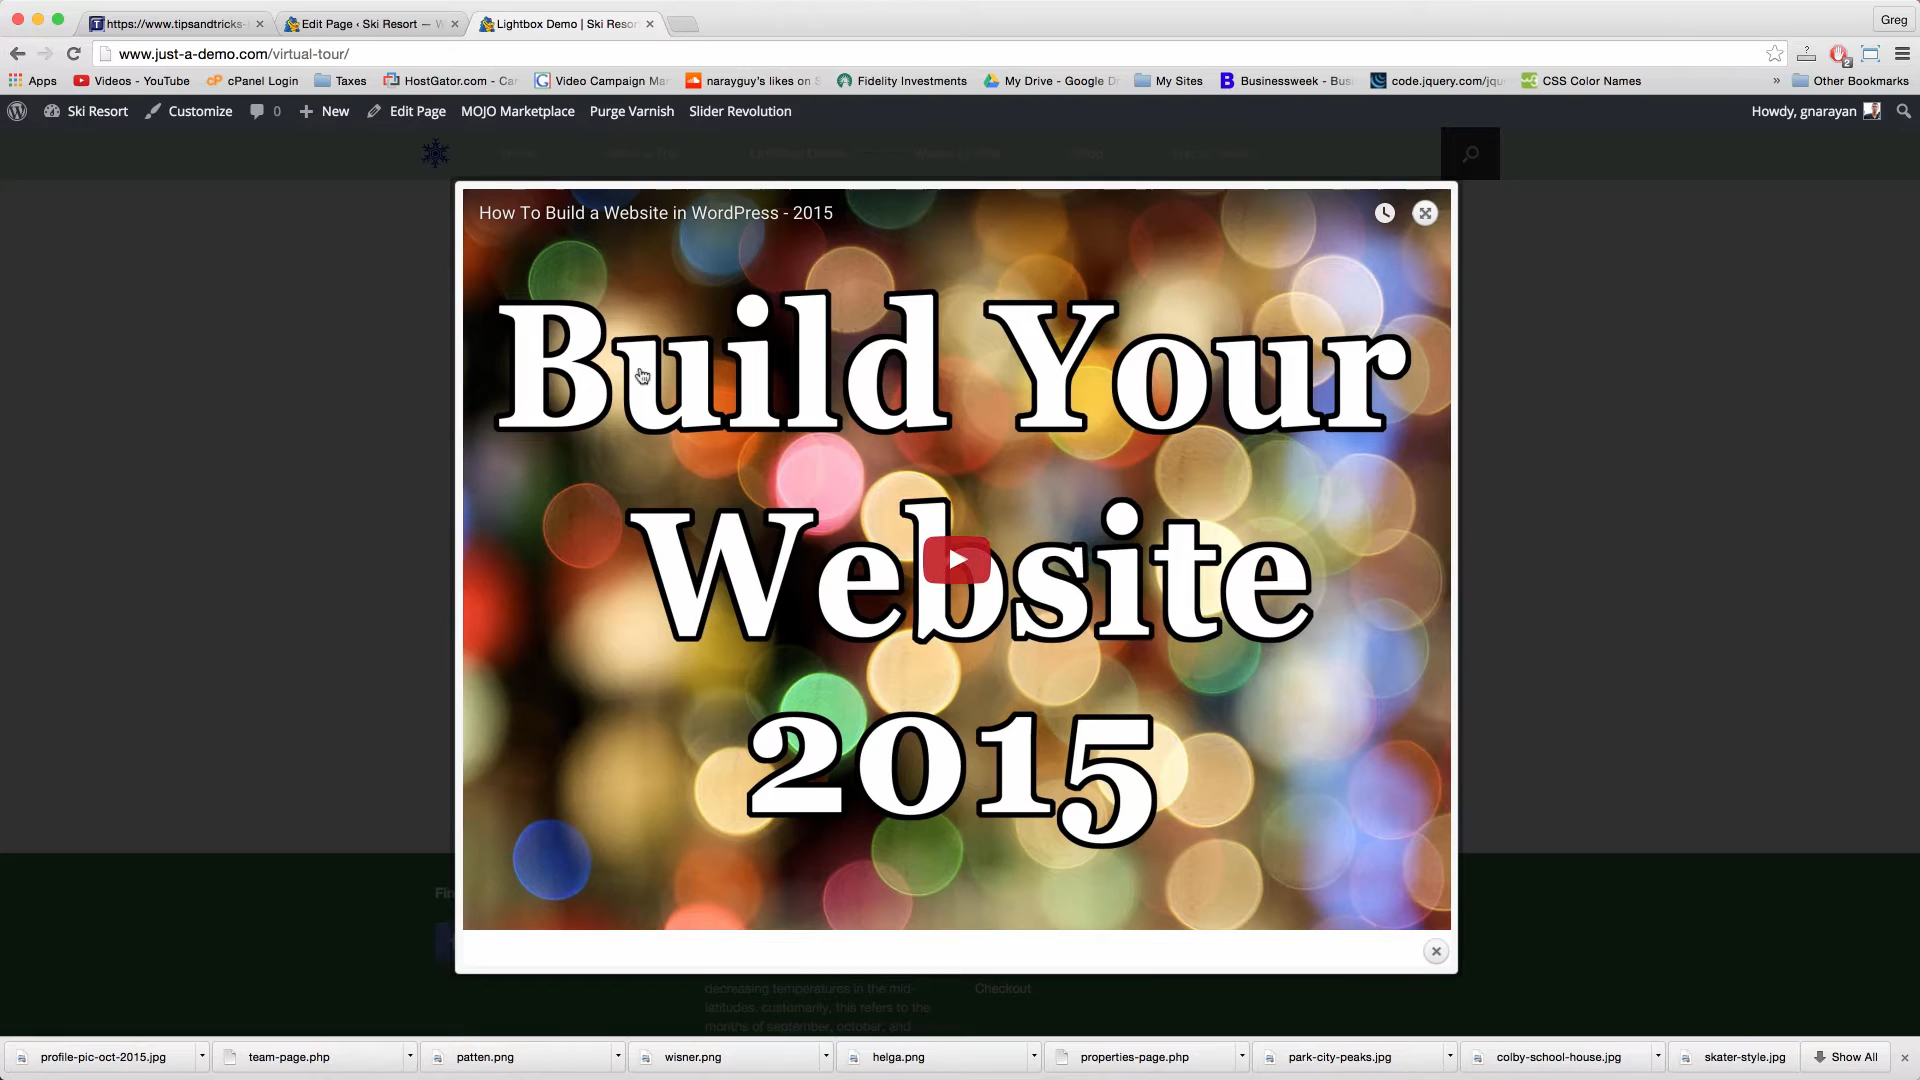 https://www.tipsandtricks-
Edit Page ‹ Ski Resort — W
Lightbox Demo | Ski Resor
Greg
www.just-a-demo.com/virtual-tour/
Apps
Videos - YouTube
cPanel Login
Taxes
HostGator.com - Ca
Video Campaign Ma
narayguy's likes on S
Fidelity Investments
My Drive - Google D
My Sites
Businessweek - Bus
code.jquery.com/jqu
CSS Color Names
» Other Bookmarks
Ski Resort
Customize
0
New
Edit Page
MOJO Marketplace
Purge Varnish
Slider Revolution
Howdy, gnarayan
How To Build a Website in WordPress - 2015
Build Your
Website
2015
Fin
decreasing temperatures in the mid-
latitudes. customarily, this refers to the
months of september, october, and
Checkout
profile-pic-oct-2015.jpg
team-page.php
patten.png
wisner.png
helga.png
properties-page.php
park-city-peaks.jpg
colby-school-house.jpg
skater-style.jpg
Show All